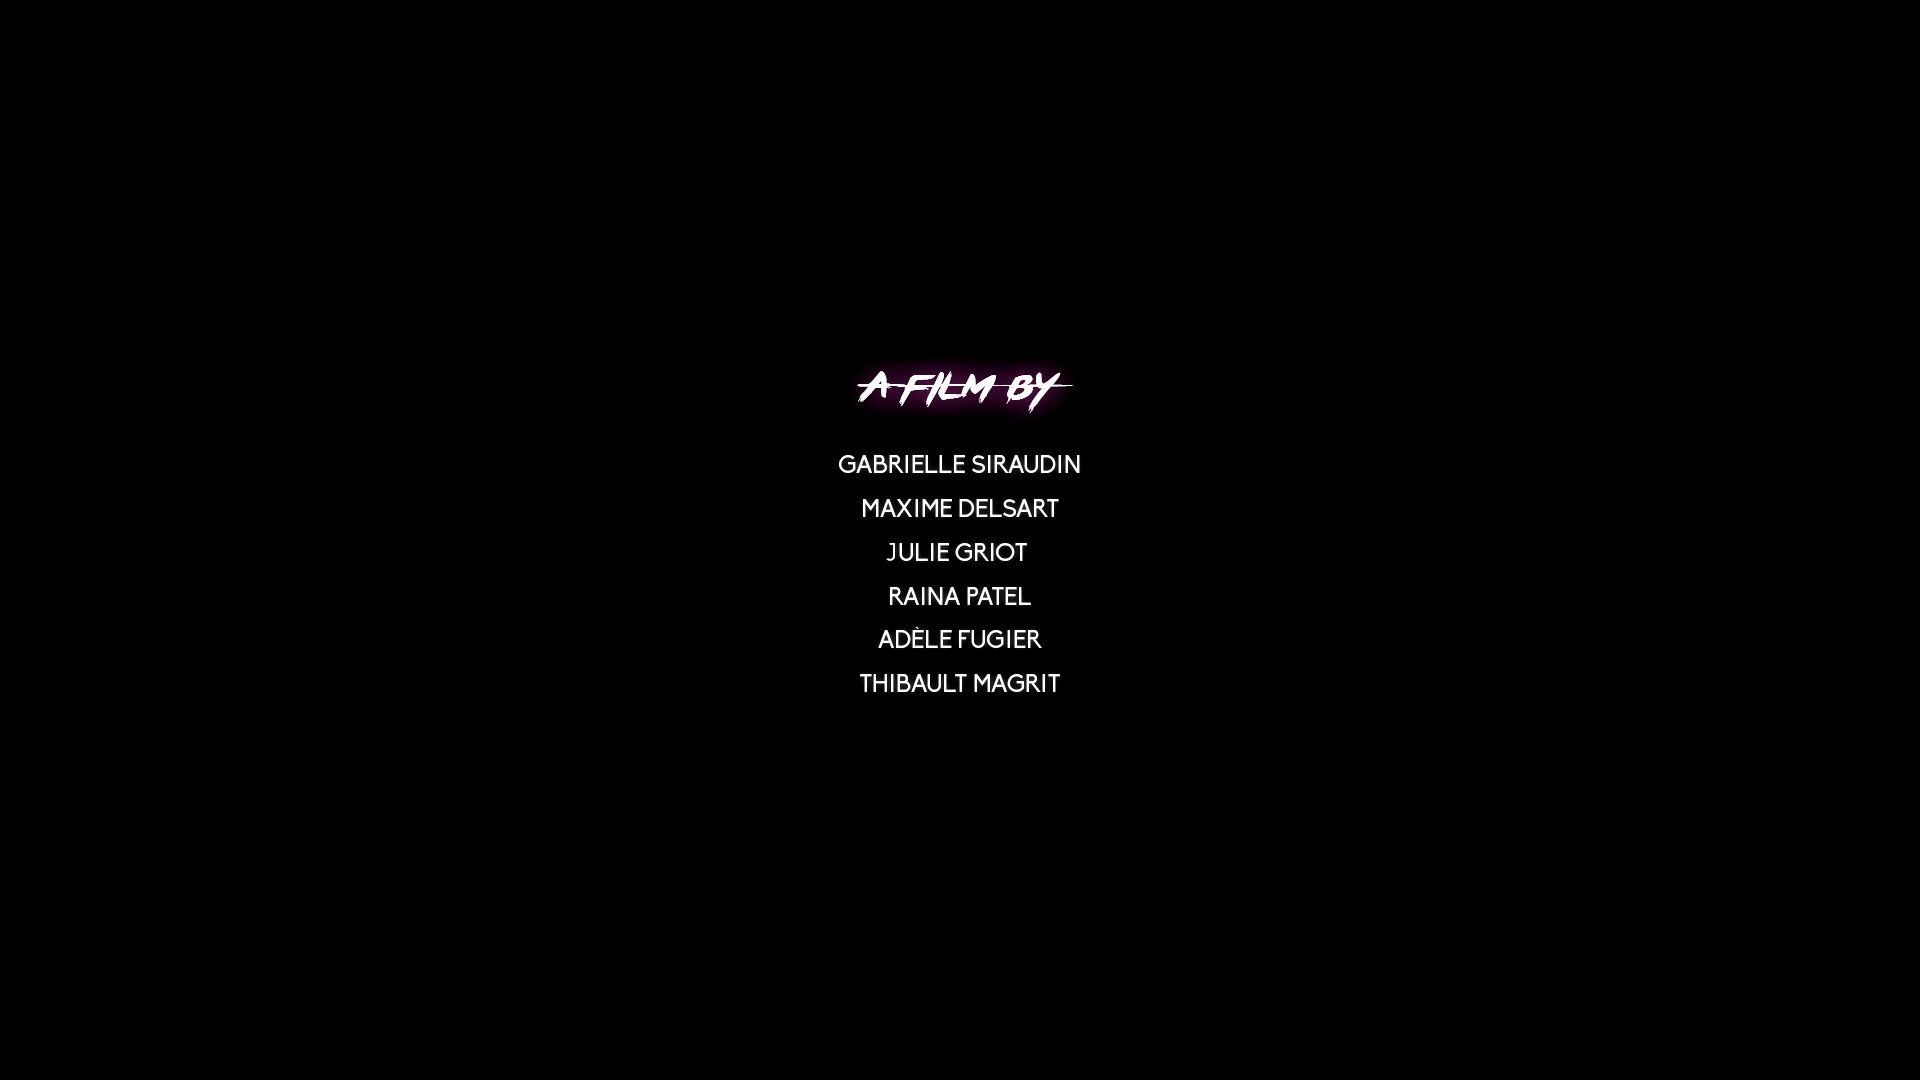 A FILM BY
GABRIELLE SIRAUDIN
MAXIME DELSART
JULIE GRIOT
RAINA PATEL
ADÈLE FUGIER
THIBAULT MAGRIT